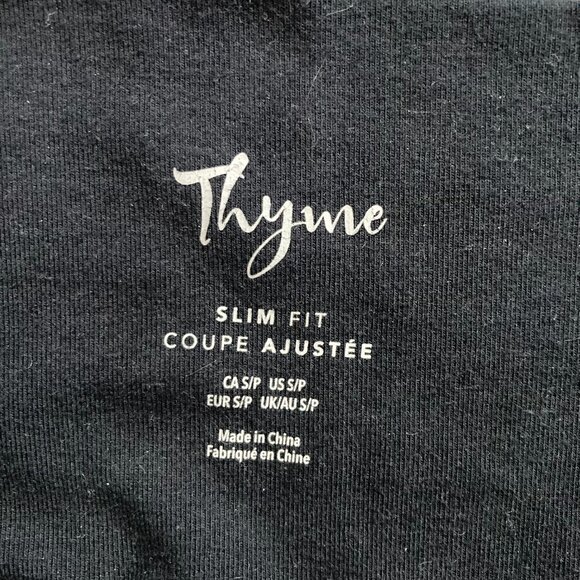 Thyme
SLIM FIT
COUPE AJUSTÉE
CA S/P US S/P
EUR S/P UK/AU S/P
Made in China
Fabriqué en Chine